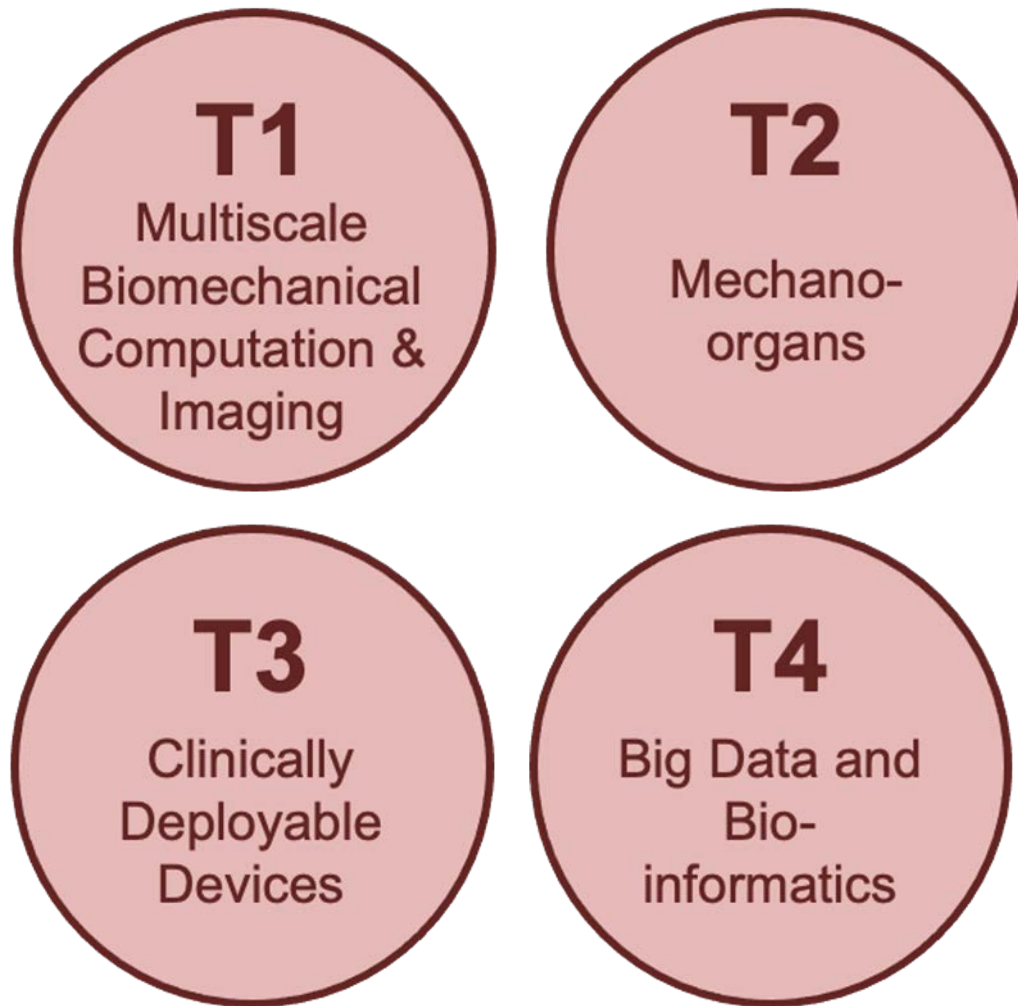 T1
Multiscale
Biomechanical
Computation &
Imaging
T2
Mechano-
organs
T3
Clinically
Deployable
Devices
T4
Big Data and
Bio-
informatics